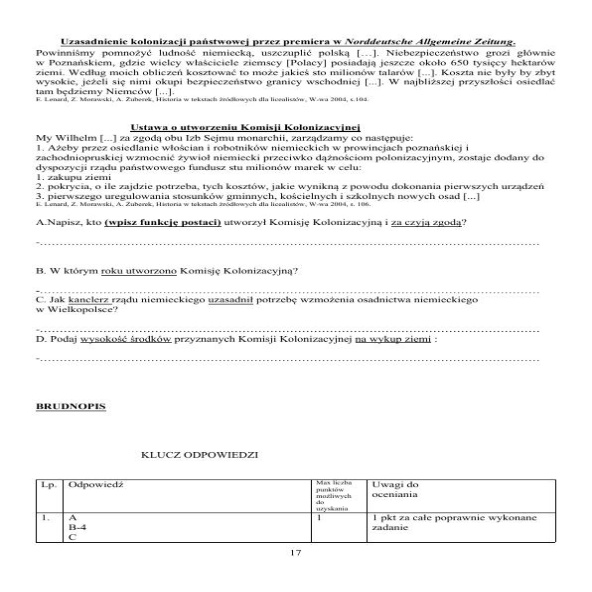 Uzasadnienie kolonizacji państwowej przez premiera w Norddeutsche Allgemeine Zeitung.
Powinniśmy pomnożyć ludność niemiecką, uszczuplić polską […]. Niebezpieczeństwo grozi głównie
w Poznańskiem, gdzie wielcy właściciele ziemscy [Polacy] posiadają jeszcze około 650 tysięcy hektarów
ziemi. Według moich obliczeń kosztować to może jakieś sto milionów talarów [...]. Koszta nie były by zbyt
wysokie, jeżeli się nimi okupi bezpieczeństwo granicy wschodniej [...]. W najbliższej przyszłości osiedlać
tam będziemy Niemców [...].
E. Lenard, Z. Morawski, A. Zuberek, Historia w tekstach źródłowych dla licealistów, W-wa 2004, s.104.
Ustawa o utworzeniu Komisji Kolonizacyjnej
My Wilhelm [...] za zgodą obu Izb Sejmu monarchii, zarządzamy co następuje:
1. Ażeby przez osiedlanie włościan i robotników niemieckich w prowincjach poznańskiej i
zachodniopruskiej wzmocnić żywioł niemiecki przeciwko dążnościom polonizacyjnym, zostaje dodany do
dyspozycji rządu państwowego fundusz stu milionów marek w celu:
1. zakupu ziemi
2. pokrycia, o ile zajdzie potrzeba, tych kosztów, jakie wynikną z powodu dokonania pierwszych urządzeń
3. pierwszego uregulowania stosunków gminnych, kościelnych i szkolnych nowych osad [...]
E. Lenard, Z. Morawski, A. Zuberek, Historia w tekstach źródłowych dla licealistów, W-wa 2004, s. 106.
A.Napisz, kto (wpisz funkcję postaci) utworzył Komisję Kolonizacyjną i za czyją zgodą?
-……………………………………………………………………………………………
B. W którym roku utworzono Komisję Kolonizacyjną?
-……………………………………………………………………………………………
C. Jak kanclerz rządu niemieckiego uzasadnił potrzebę wzmożenia osadnictwa niemieckiego
w Wielkopolsce?
-……………………………………………………………………………………………
D. Podaj wysokość środków przyznanych Komisji Kolonizacyjnej na wykup ziemi :
-……………………………………………………………………………………………
BRUDNOPIS
KLUCZ ODPOWIEDZI
Lp. Odpowiedź Max liczba punktów możliwych do uzyskania Uwagi do oceniania
1. A 1 1 pkt za całe poprawnie wykonane
B-4 zadanie
C
17